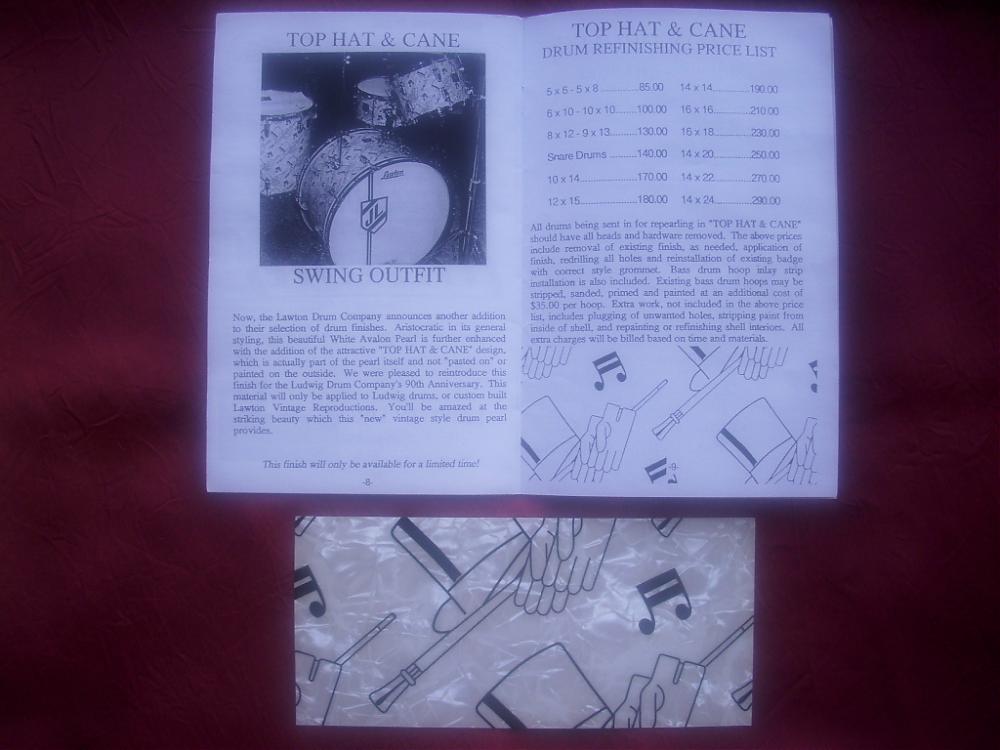 TOP HAT & CANE
Lawton
JL
SWING OUTFIT
Now, the Lawton Drum Company announces another addition
to their selection of drum finishes. Aristocratic in its general
styling, this beautiful White Avalon Pearl is further enhanced
with the addition of the attractive "TOP HAT & CANE" design,
which is actually part of the pearl itself and not "pasted on" or
painted on the outside. We were pleased to reintroduce this
finish for the Ludwig Drum Company's 90th Anniversary. This
material will only be applied to Ludwig drums, or custom built
Lawton Vintage Reproductions. You'll be amazed at the
striking beauty which this "new" vintage style drum pearl
provides.
This finish will only be available for a limited time!
-8-
TOP HAT & CANE
DRUM REFINISHING PRICE LIST
5 x 6 - 5 x 8 ..............85.00 14 x 14..............190.00
6 x 10 - 10 x 10...........100.00 16 x 16..............210.00
8 x 12 - 9 x 13..........130.00 16 x 18..............230.00
Snare Drums ..........140.00 14 x 20..............250.00
10 x 14......................170.00 14 x 22..............270.00
12 x 15......................180.00 14 x 24..............290.00
All drums being sent in for repearling in "TOP HAT & CANE"
should have all heads and hardware removed. The above prices
include removal of existing finish, as needed, application of
finish, redrilling all holes and reinstallation of existing badge
with correct style grommet. Bass drum hoop inlay strip
installation is also included. Existing bass drum hoops may be
stripped, sanded, primed and painted at an additional cost of
$35.00 per hoop. Extra work, not included in the above price
list, includes plugging of unwanted holes, stripping paint from
inside of shell, and repainting or refinishing shell interiors. All
extra charges will be billed based on time and materials.
-9-